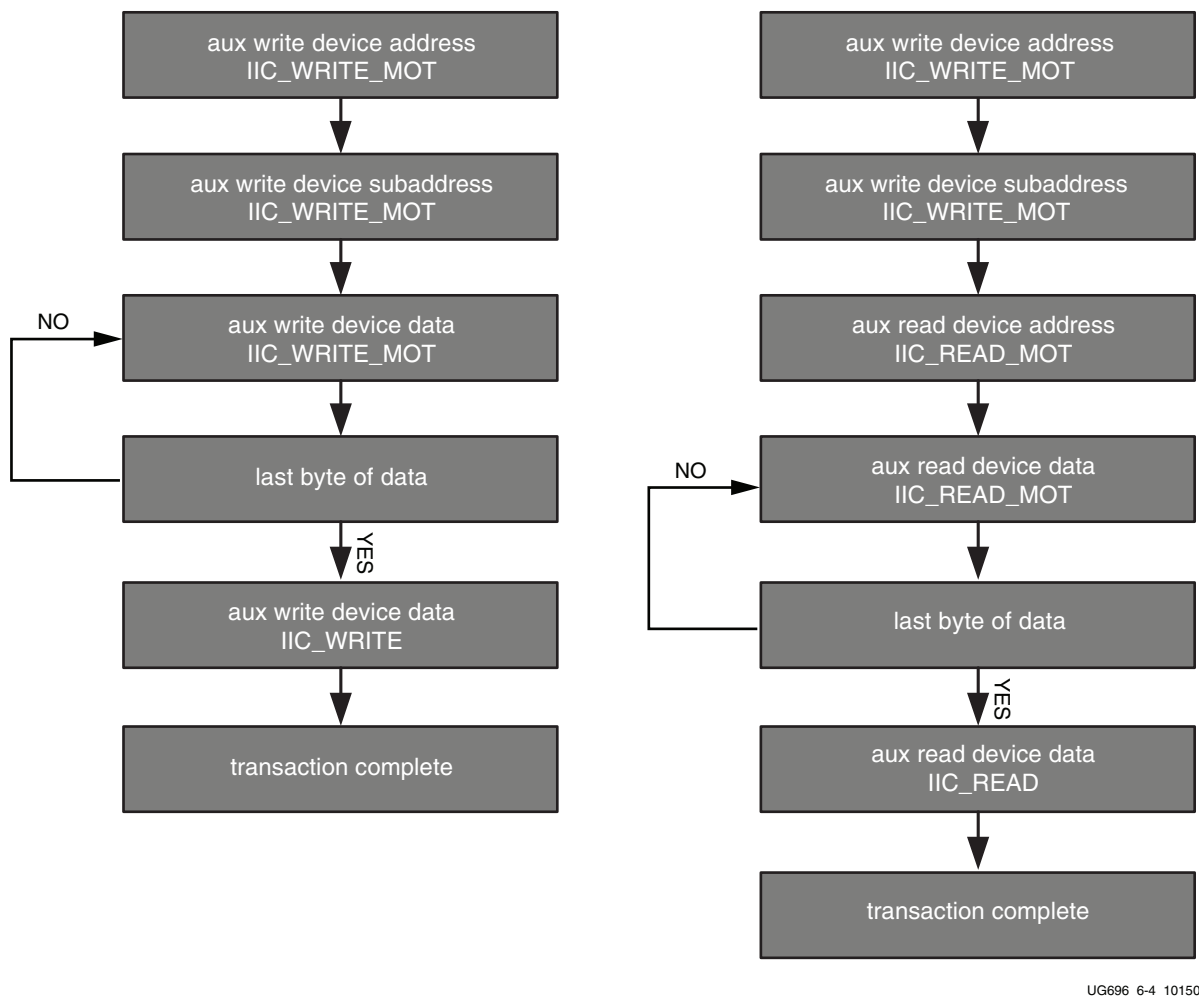 aux write device address
IIC_WRITE_MOT
aux write device subaddress
IIC_WRITE_MOT
NO
aux write device data
IIC_WRITE_MOT
last byte of data
YES
aux write device data
IIC_WRITE
transaction complete
aux write device address
IIC_WRITE_MOT
aux write device subaddress
IIC_WRITE_MOT
aux read device address
IIC_READ_MOT
NO
aux read device data
IIC_READ_MOT
last byte of data
YES
aux read device data
IIC_READ
transaction complete
UG696_6-4_10150